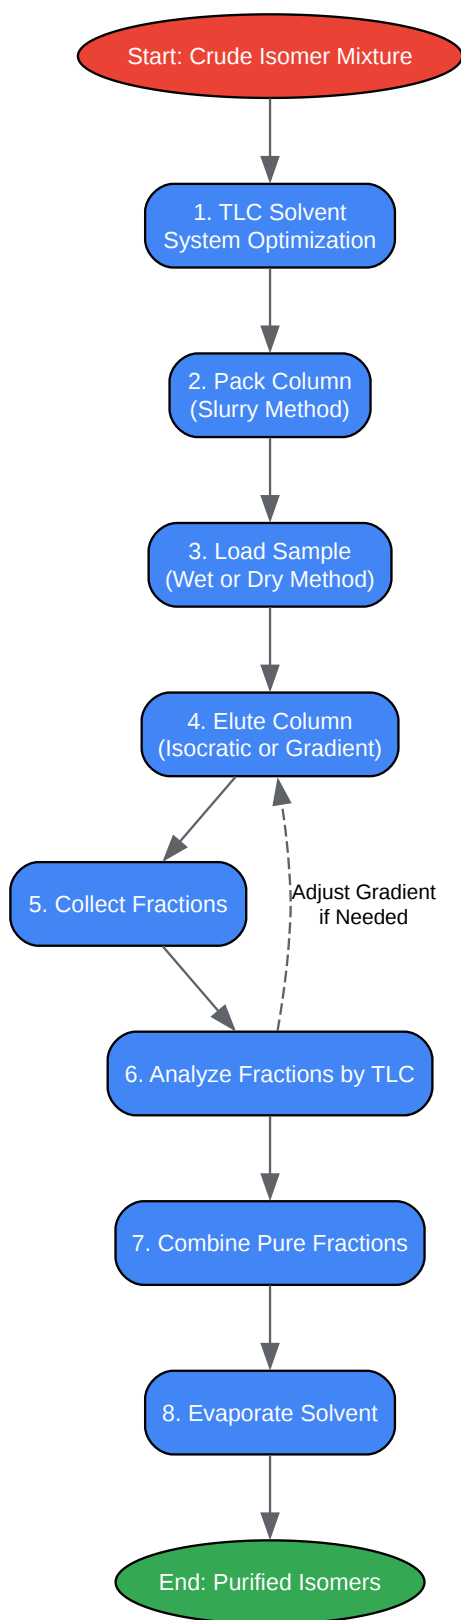 Start: Crude Isomer Mixture
1. TLC Solvent
System Optimization
2. Pack Column
(Slurry Method)
3. Load Sample
(Wet or Dry Method)
4. Elute Column
(Isocratic or Gradient)
5. Collect Fractions
Adjust Gradient
if Needed
6. Analyze Fractions by TLC
7. Combine Pure Fractions
8. Evaporate Solvent
End: Purified Isomers